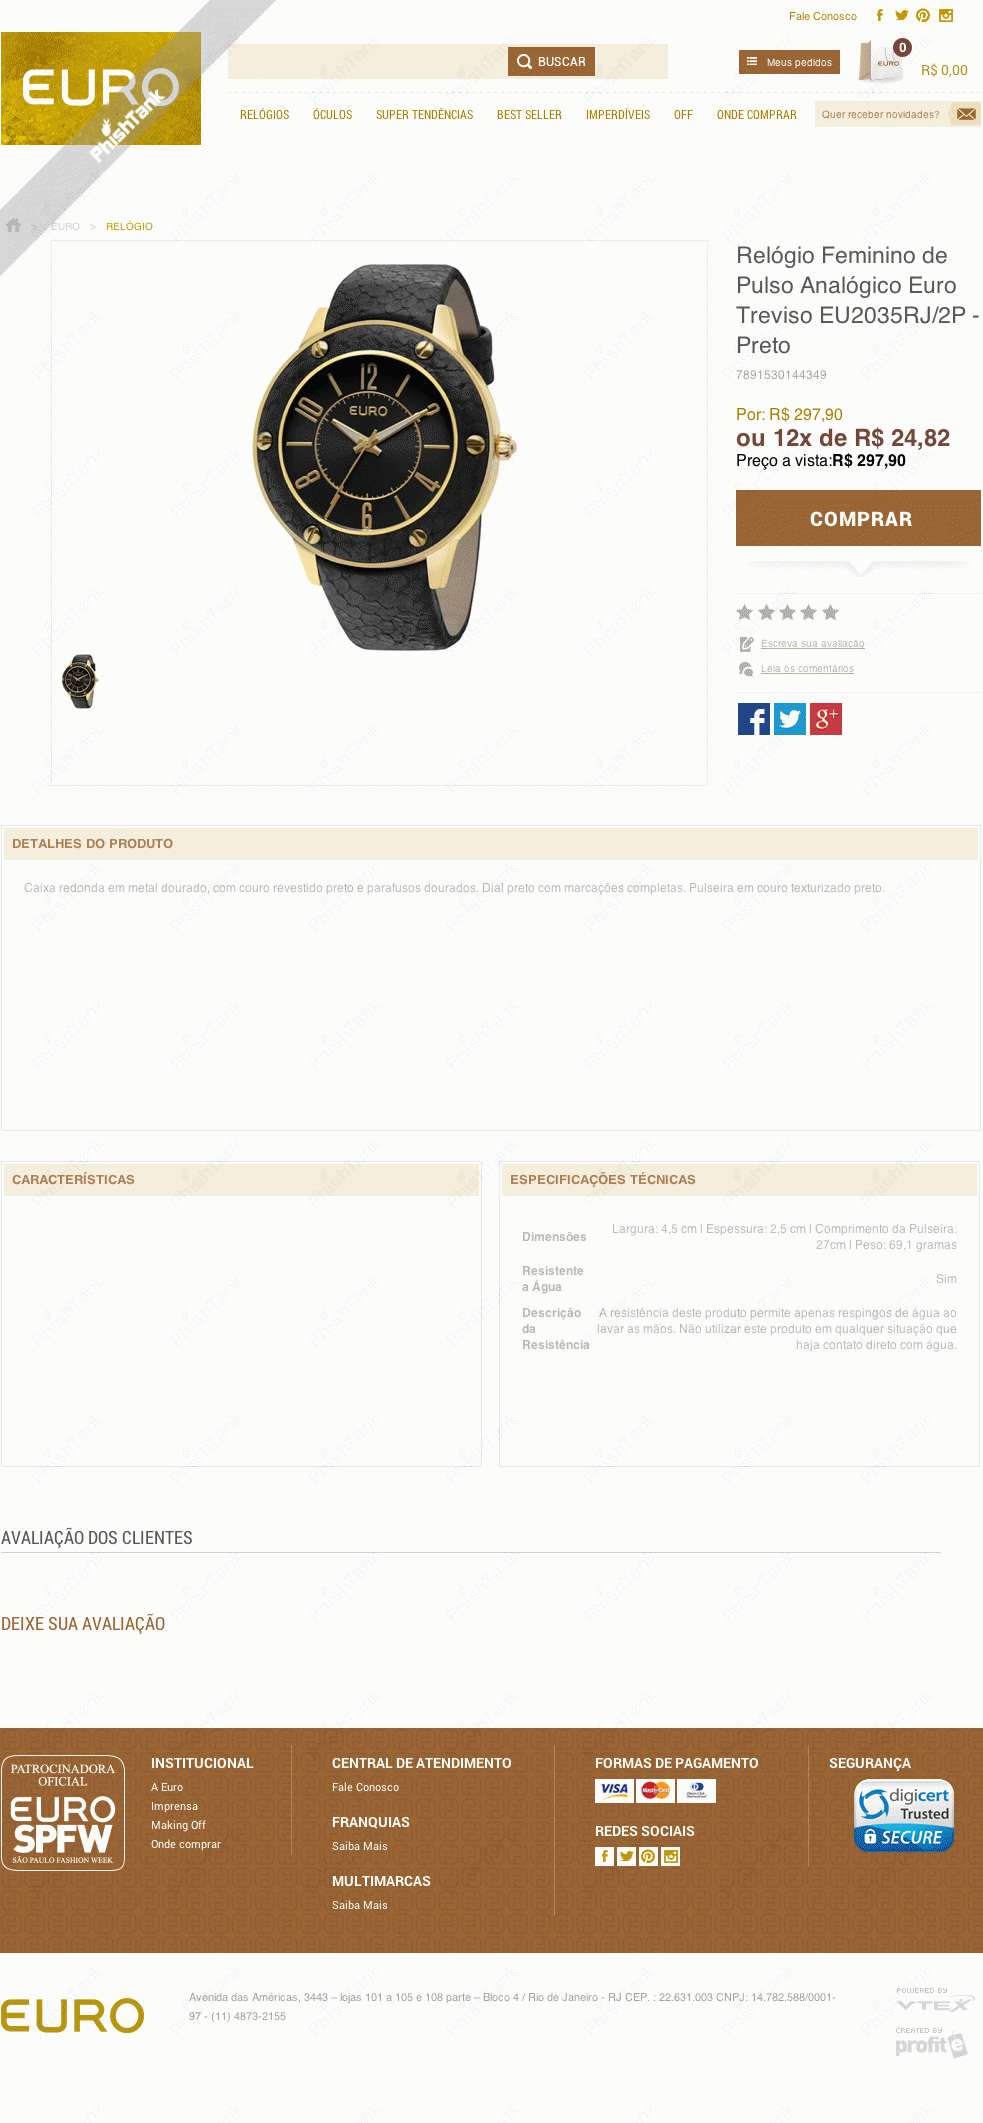 Fale Conosco
EURO
PhishTank
BUSCAR
Meus pedidos
EURO
0
R$ 0,00
RELÓGIOS ÓCULOS SUPER TENDÊNCIAS BEST SELLER IMPERDÍVEIS OFF ONDE COMPRAR
Quer receber novidades?
> EURO > RELÓGIO
Relógio Feminino de
Pulso Analógico Euro
Treviso EU2035RJ/2P -
Preto
7891530144349
12
10
EURO
2
8
4
6
Por: R$ 297,90
ou 12x de R$ 24,82
Preço a vista:R$ 297,90
COMPRAR
Escreva sua avaliação
Leia os comentários
DETALHES DO PRODUTO
Caixa redonda em metal dourado, com couro revestido preto e parafusos dourados. Dial preto com marcações completas. Pulseira em couro texturizado preto.
CARACTERÍSTICAS
ESPECIFICAÇÕES TÉCNICAS
Dimensões
Largura: 4,5 cm | Espessura: 2,5 cm | Comprimento da Pulseira:
27cm | Peso: 69,1 gramas
Resistente
a Água
Sim
Descrição
da
Resistência
A resistência deste produto permite apenas respingos de água ao
lavar as mãos. Não utilizar este produto em qualquer situação que
haja contato direto com água.
AVALIAÇÃO DOS CLIENTES
DEIXE SUA AVALIAÇÃO
PATROCINADORA
OFICIAL
EURO
SPFW
SÃO PAULO FASHION WEEK
INSTITUCIONAL
A Euro
Imprensa
Making Off
Onde comprar
CENTRAL DE ATENDIMENTO
Fale Conosco
FRANQUIAS
Saiba Mais
MULTIMARCAS
Saiba Mais
FORMAS DE PAGAMENTO
VISA MasterCard Diners Club
REDES SOCIAIS
SEGURANÇA
digicert
Trusted
SECURE
EURO
Avenida das Américas, 3443 – lojas 101 a 105 e 108 parte – Bloco 4 / Rio de Janeiro - RJ CEP. : 22.631.003 CNPJ: 14.782.588/0001-
97 - (11) 4873-2155
POWERED BY
VTEX
CREATED BY
profite